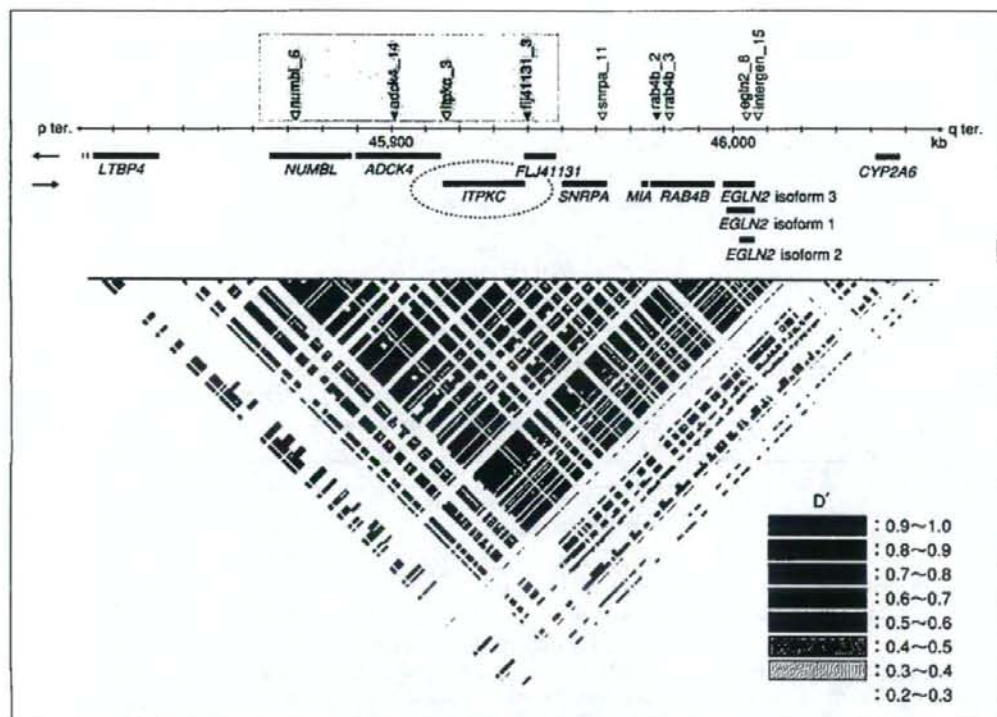 numbl_6
adck4_14
itpkc_3
flj41131_3
snrpa_11
rab4b_2
rab4b_3
egln2_8
intergen_15
p ter.
45,900
46,000
q ter.
kb
LTBP4
NUMBL
ADCK4
FLJ41131
CYP2A6
ITPKC
SNRPA
MIA
RAB4B
EGLN2 isoform 3
EGLN2 isoform 1
EGLN2 isoform 2
D′
: 0.9~1.0
: 0.8~0.9
: 0.7~0.8
: 0.6~0.7
: 0.5~0.6
: 0.4~0.5
: 0.3~0.4
: 0.2~0.3